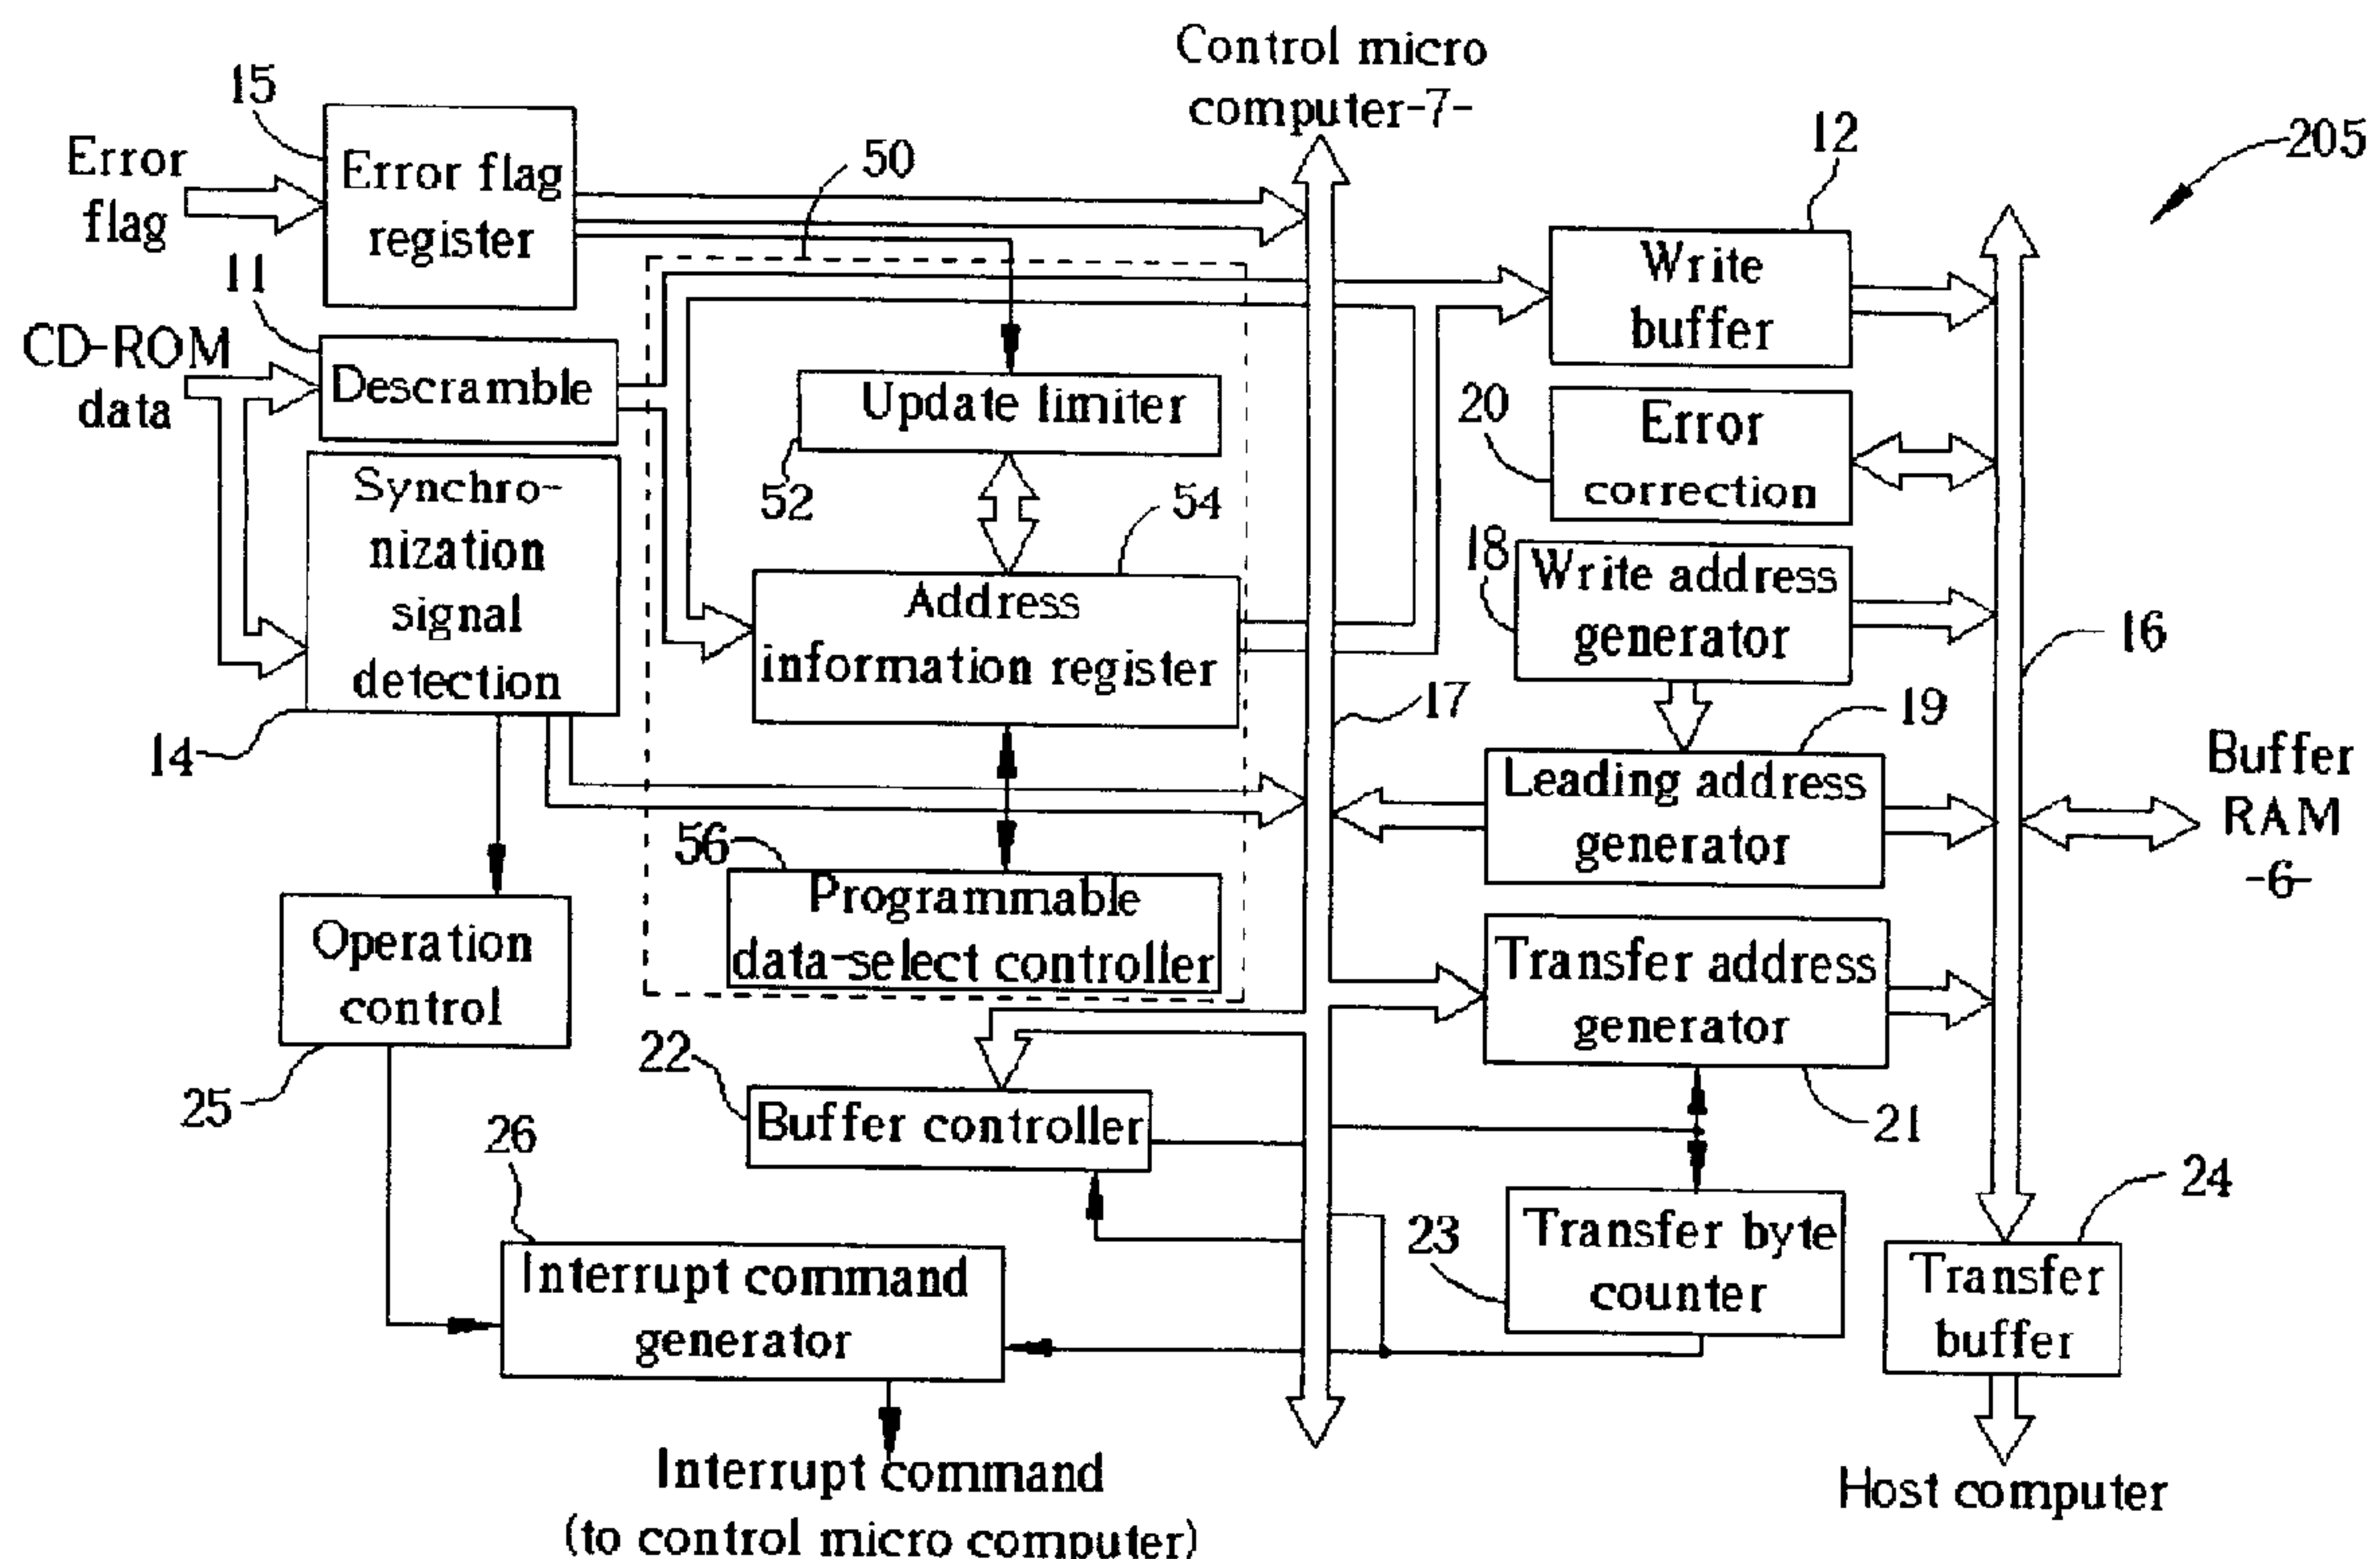 Control micro
computer-7-
15
Error
flag
Error flag
register
50
12
205
11
Write
buffer
CD-ROM
data
Descramble
Update limiter
52
20
Error
correction
Synchro-
nization
signal
detection
14
54
Address
information register
18
Write address
generator
16
17
19
Leading address
generator
Buffer
RAM
-6-
56
Programmable
data-select controller
Operation
control
25
Transfer address
generator
21
22
Buffer controller
26
Interrupt command
generator
23
Transfer byte
counter
24
Transfer
buffer
Interrupt command
(to control micro computer)
Host computer